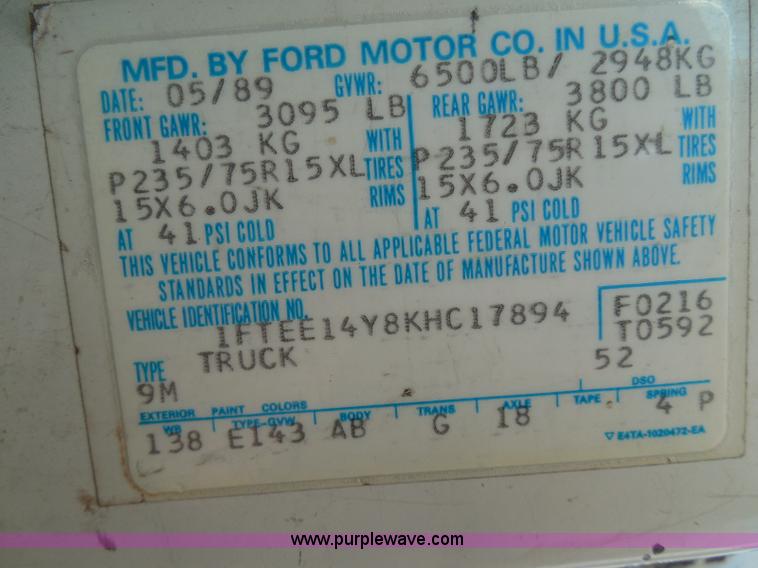 MFD. BY FORD MOTOR CO. IN U.S.A.
DATE: 05/89 GVWR: 6500LB/ 2948KG
FRONT GAWR: 3095 LB REAR GAWR: 3800 LB
1403 KG WITH 1723 KG WITH
P235/75R15XL TIRES P235/75R15XL TIRES
15X6.0JK RIMS 15X6.0JK RIMS
AT 41 PSI COLD AT 41 PSI COLD
THIS VEHICLE CONFORMS TO ALL APPLICABLE FEDERAL MOTOR VEHICLE SAFETY
STANDARDS IN EFFECT ON THE DATE OF MANUFACTURE SHOWN ABOVE.
VEHICLE IDENTIFICATION NO. F0216
1FTEE14Y8KHC17894 T0592
TYPE TRUCK 52
9M
EXTERIOR PAINT COLORS DSO
WB TYPE-GVW BODY TRANS AXLE TAPE SPRING
138 E143 AB G 18 4 P
▽ E4TA-1020472-EA
www.purplewave.com